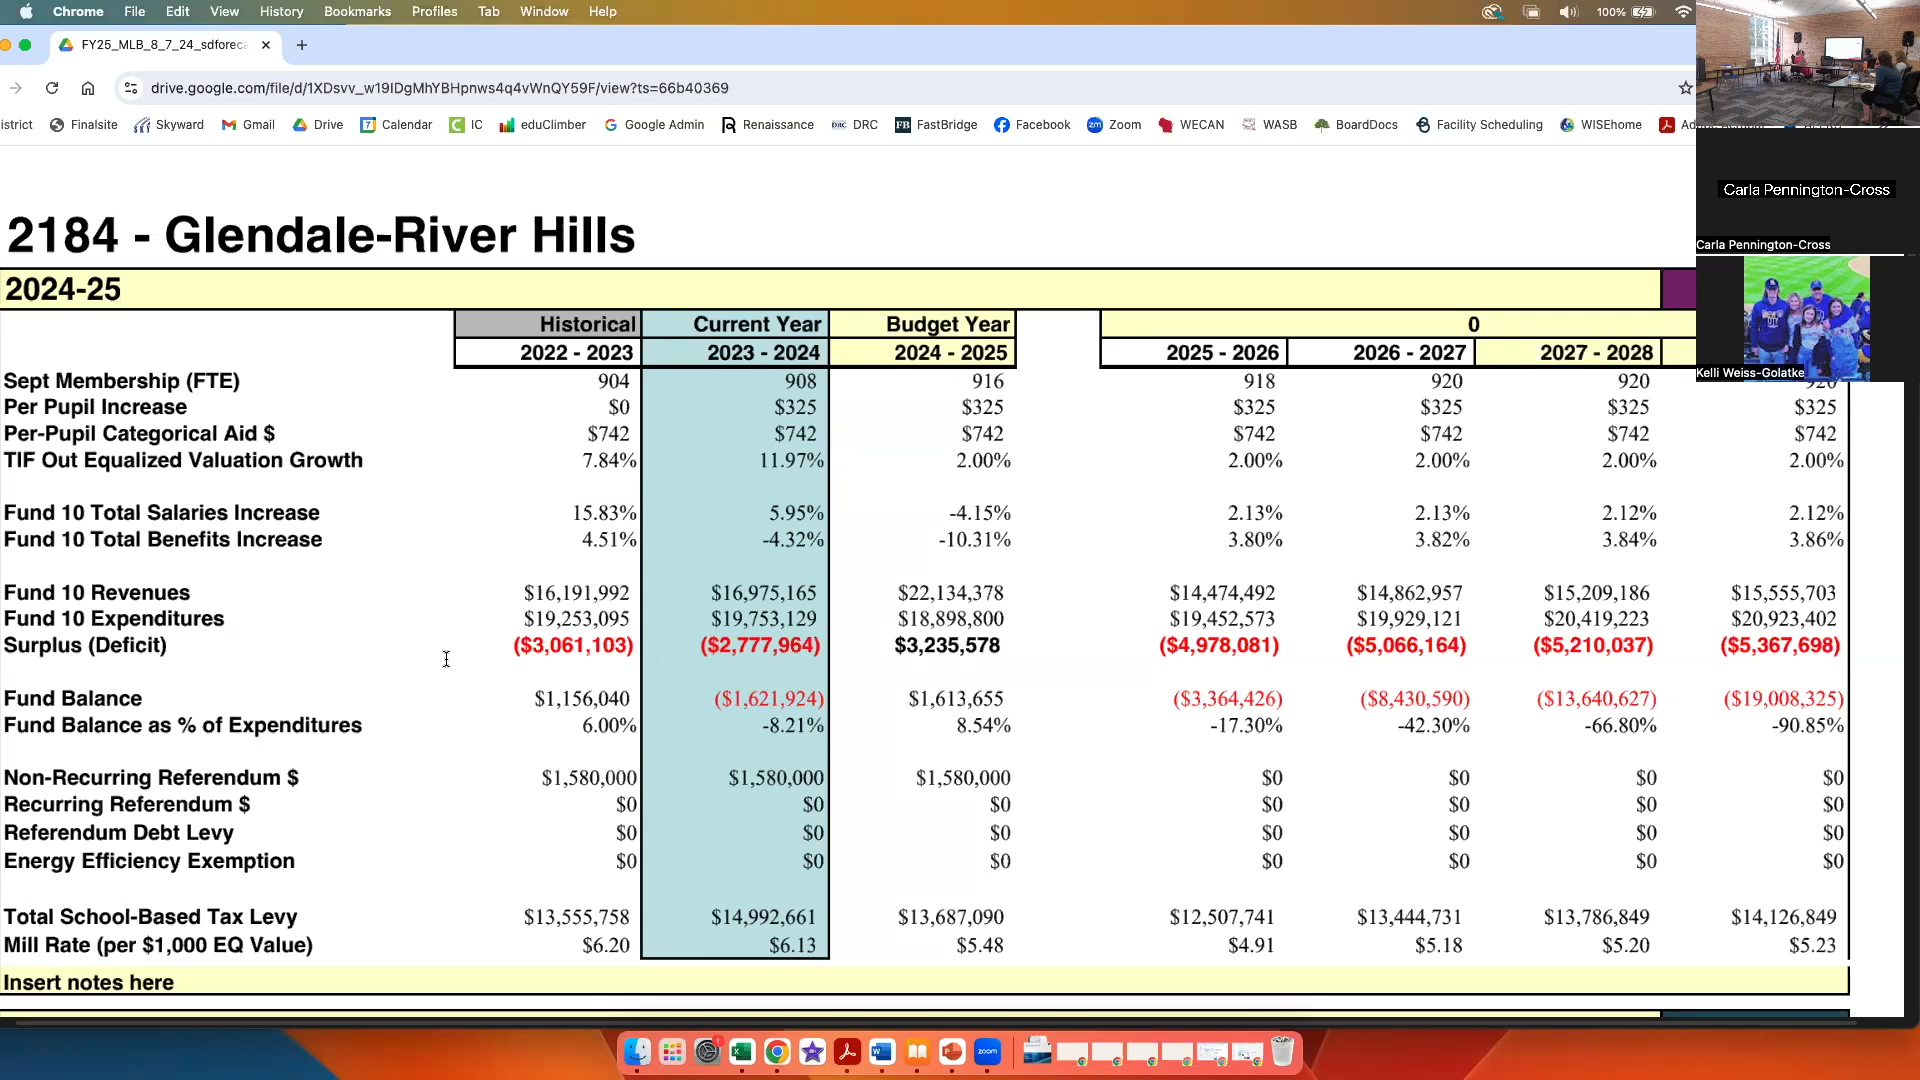 Chrome File Edit View History Bookmarks Profiles Tab Window Help 100%
FY25_MLB_8_7_24_sdforeca
drive.google.com/file/d/1XDsvv_w19IDgMhYBHpnws4q4vWnQY59F/view?ts=66b40369
istrict Finalsite Skyward Gmail Drive Calendar IC eduClimber Google Admin Renaissance DRC FastBridge Facebook Zoom WECAN WASB BoardDocs Facility Scheduling WISEhome
Carla Pennington-Cross
Carla Pennington-Cross
Kelli Weiss-Golatke
2184 - Glendale-River Hills
2024-25
Historical Current Year Budget Year 0
2022 - 2023 2023 - 2024 2024 - 2025 2025 - 2026 2026 - 2027 2027 - 2028
Sept Membership (FTE) 904 908 916 918 920 920 920
Per Pupil Increase $0 $325 $325 $325 $325 $325 $325
Per-Pupil Categorical Aid $ $742 $742 $742 $742 $742 $742 $742
TIF Out Equalized Valuation Growth 7.84% 11.97% 2.00% 2.00% 2.00% 2.00% 2.00%
Fund 10 Total Salaries Increase 15.83% 5.95% -4.15% 2.13% 2.13% 2.12% 2.12%
Fund 10 Total Benefits Increase 4.51% -4.32% -10.31% 3.80% 3.82% 3.84% 3.86%
Fund 10 Revenues $16,191,992 $16,975,165 $22,134,378 $14,474,492 $14,862,957 $15,209,186 $15,555,703
Fund 10 Expenditures $19,253,095 $19,753,129 $18,898,800 $19,452,573 $19,929,121 $20,419,223 $20,923,402
Surplus (Deficit) ($3,061,103) ($2,777,964) $3,235,578 ($4,978,081) ($5,066,164) ($5,210,037) ($5,367,698)
Fund Balance $1,156,040 ($1,621,924) $1,613,655 ($3,364,426) ($8,430,590) ($13,640,627) ($19,008,325)
Fund Balance as % of Expenditures 6.00% -8.21% 8.54% -17.30% -42.30% -66.80% -90.85%
Non-Recurring Referendum $ $1,580,000 $1,580,000 $1,580,000 $0 $0 $0 $0
Recurring Referendum $ $0 $0 $0 $0 $0 $0 $0
Referendum Debt Levy $0 $0 $0 $0 $0 $0 $0
Energy Efficiency Exemption $0 $0 $0 $0 $0 $0 $0
Total School-Based Tax Levy $13,555,758 $14,992,661 $13,687,090 $12,507,741 $13,444,731 $13,786,849 $14,126,849
Mill Rate (per $1,000 EQ Value) $6.20 $6.13 $5.48 $4.91 $5.18 $5.20 $5.23
Insert notes here
zoom